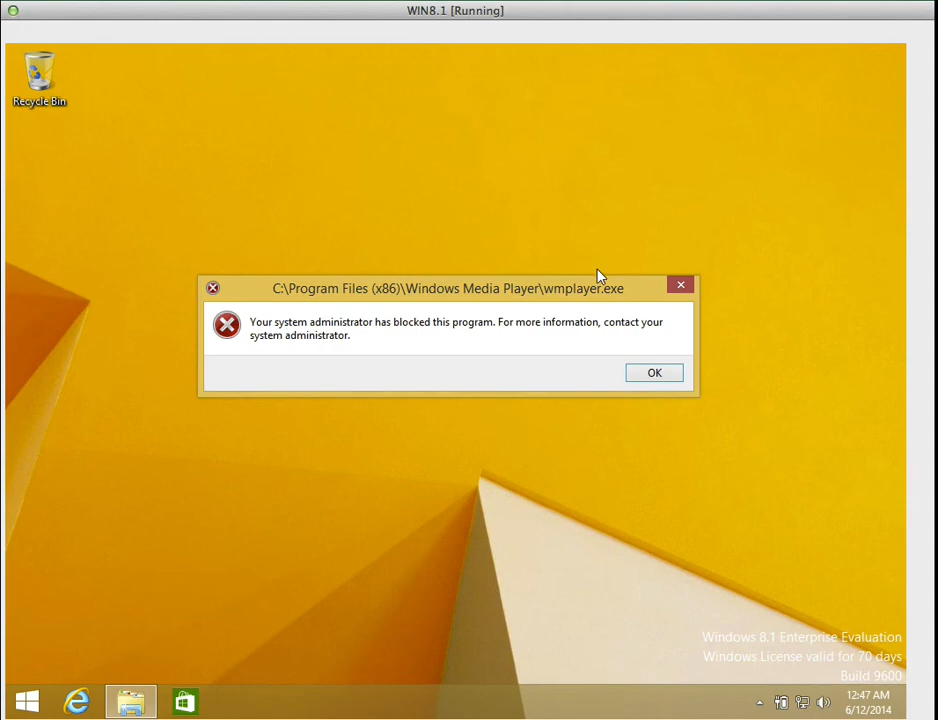 WIN8.1 [Running]
Recycle Bin
C:\Program Files (x86)\Windows Media Player\wmplayer.exe
Your system administrator has blocked this program. For more information, contact your
system administrator.
OK
Windows 8.1 Enterprise Evaluation
Windows License valid for 70 days
Build 9600
12:47 AM
6/12/2014